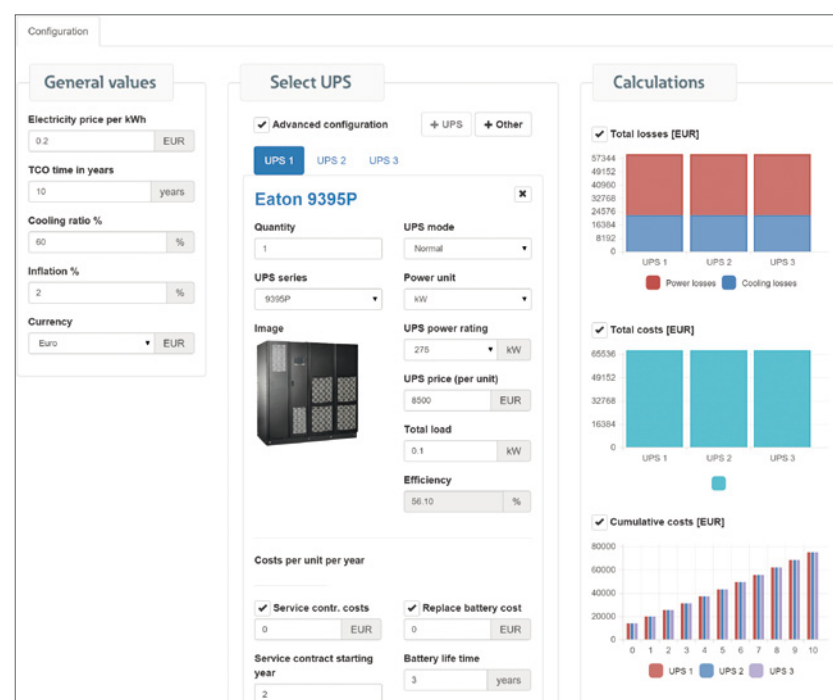 Configuration
General values
Electricity price per kWh
0.2 EUR
TCO time in years
10 years
Cooling ratio %
60 %
Inflation %
2 %
Currency
Euro EUR
Select UPS
Advanced configuration + UPS + Other
UPS 1 UPS 2 UPS 3
Eaton 9395P
Quantity UPS mode
1 Normal
UPS series Power unit
9395P kW
Image UPS power rating
275 kW
UPS price (per unit)
8500 EUR
Total load
0.1 kW
Efficiency
56.10 %
Costs per unit per year
Service contr. costs Replace battery cost
0 EUR 0 EUR
Service contract starting Battery life time
year 3 years
2
Calculations
Total losses [EUR]
57344
49152
40960
32768
24576
16384
8192
0
UPS 1 UPS 2 UPS 3
Power losses Cooling losses
Total costs [EUR]
65536
49152
32768
16384
0
UPS 1 UPS 2 UPS 3
Cumulative costs [EUR]
80000
60000
40000
20000
0
0 1 2 3 4 5 6 7 8 9 10
UPS 1 UPS 2 UPS 3